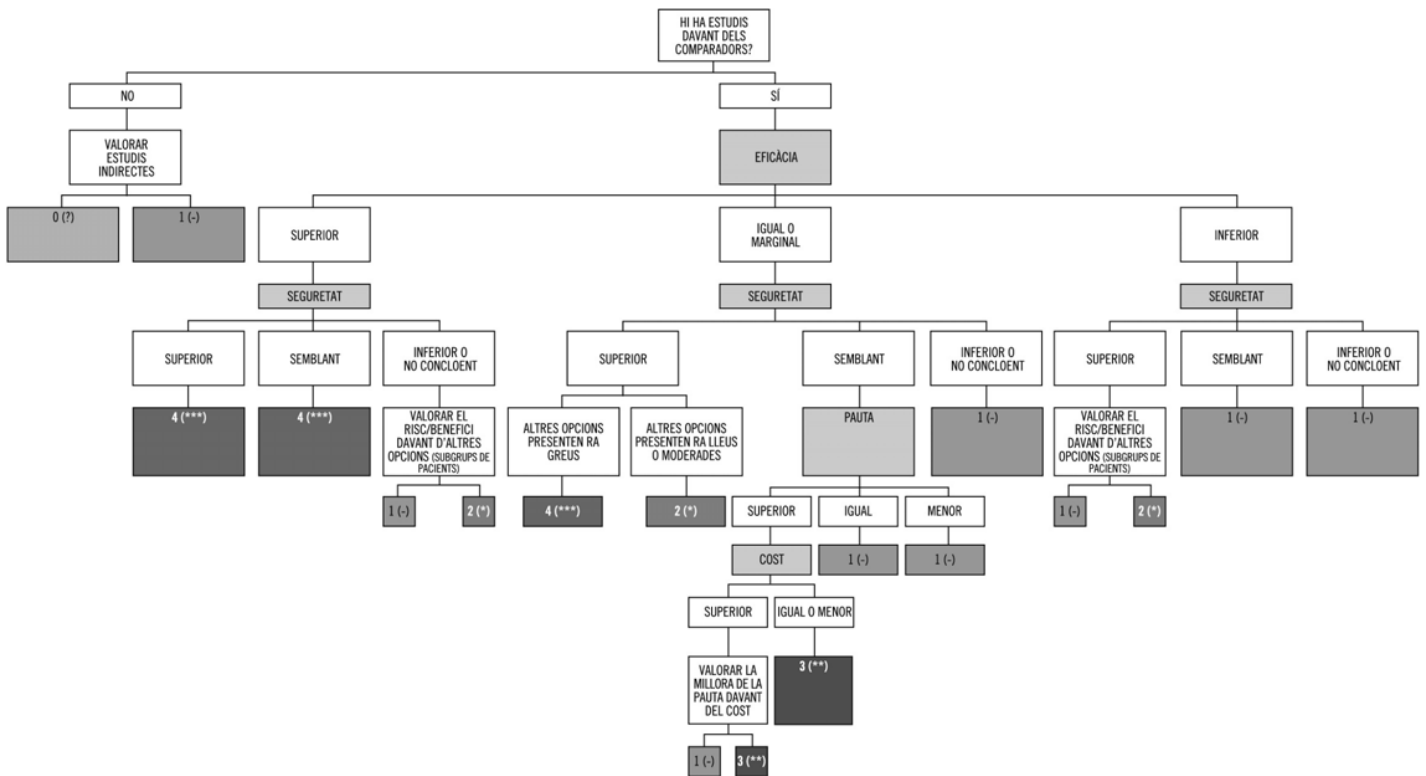 HI HA ESTUDIS
DAVANT DELS
COMPARADORS?
NO
SÍ
VALORAR
ESTUDIS
INDIRECTES
EFICÀCIA
0 (?)
1 (-)
SUPERIOR
IGUAL O
MARGINAL
INFERIOR
SEGURETAT
SEGURETAT
SEGURETAT
SUPERIOR
SEMBLANT
INFERIOR O
NO CONCLOENT
SUPERIOR
SEMBLANT
INFERIOR O
NO CONCLOENT
SUPERIOR
SEMBLANT
INFERIOR O
NO CONCLOENT
4 (***)
4 (***)
VALORAR EL
RISC/BENEFICI
DAVANT D'ALTRES
OPCIONS (SUBGRUPS DE
PACIENTS)
ALTRES OPCIONS
PRESENTEN RA
GREUS
ALTRES OPCIONS
PRESENTEN RA LLEUS
O MODERADES
PAUTA
1 (-)
VALORAR EL
RISC/BENEFICI
DAVANT D'ALTRES
OPCIONS (SUBGRUPS DE
PACIENTS)
1 (-)
1 (-)
1 (-)
2 (*)
4 (***)
2 (*)
SUPERIOR
IGUAL
MENOR
1 (-)
2 (*)
COST
1 (-)
1 (-)
SUPERIOR
IGUAL O MENOR
VALORAR LA
MILLORA DE LA
PAUTA DAVANT
DEL COST
3 (**)
1 (-)
3 (**)